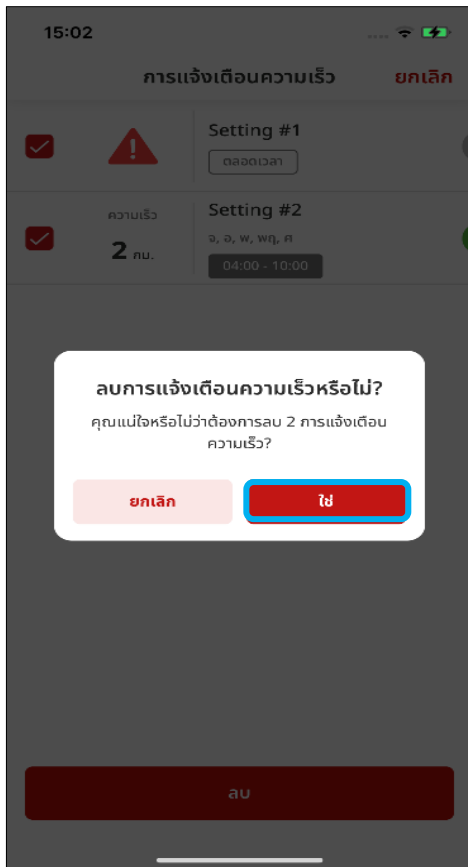 15:02
การแจ้งเตือนความเร็ว ยกเลิก
Setting #1
ตลอดเวลา
ความเร็ว
2 กม.
Setting #2
จ, อ, พ, พฤ, ศ
04:00 - 10:00
ลบการแจ้งเตือนความเร็วหรือไม่?
คุณแน่ใจหรือไม่ว่าต้องการลบ 2 การแจ้งเตือน
ความเร็ว?
ยกเลิก ใช่
ลบ